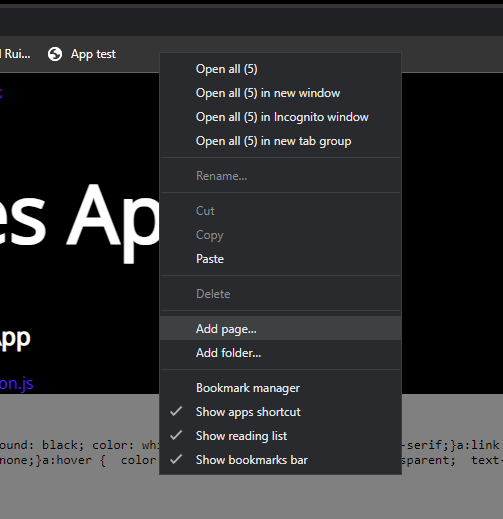 l Rui... App test
Open all (5)
Open all (5) in new window
Open all (5) in Incognito window
Open all (5) in new tab group
Rename...
Cut
Copy
Paste
Delete
Add page...
Add folder...
Bookmark manager
Show apps shortcut
Show reading list
Show bookmarks bar
es Ap
App
on.js
ound: black; color: whi -serif;}a:link
none;}a:hover { color sparent; text-